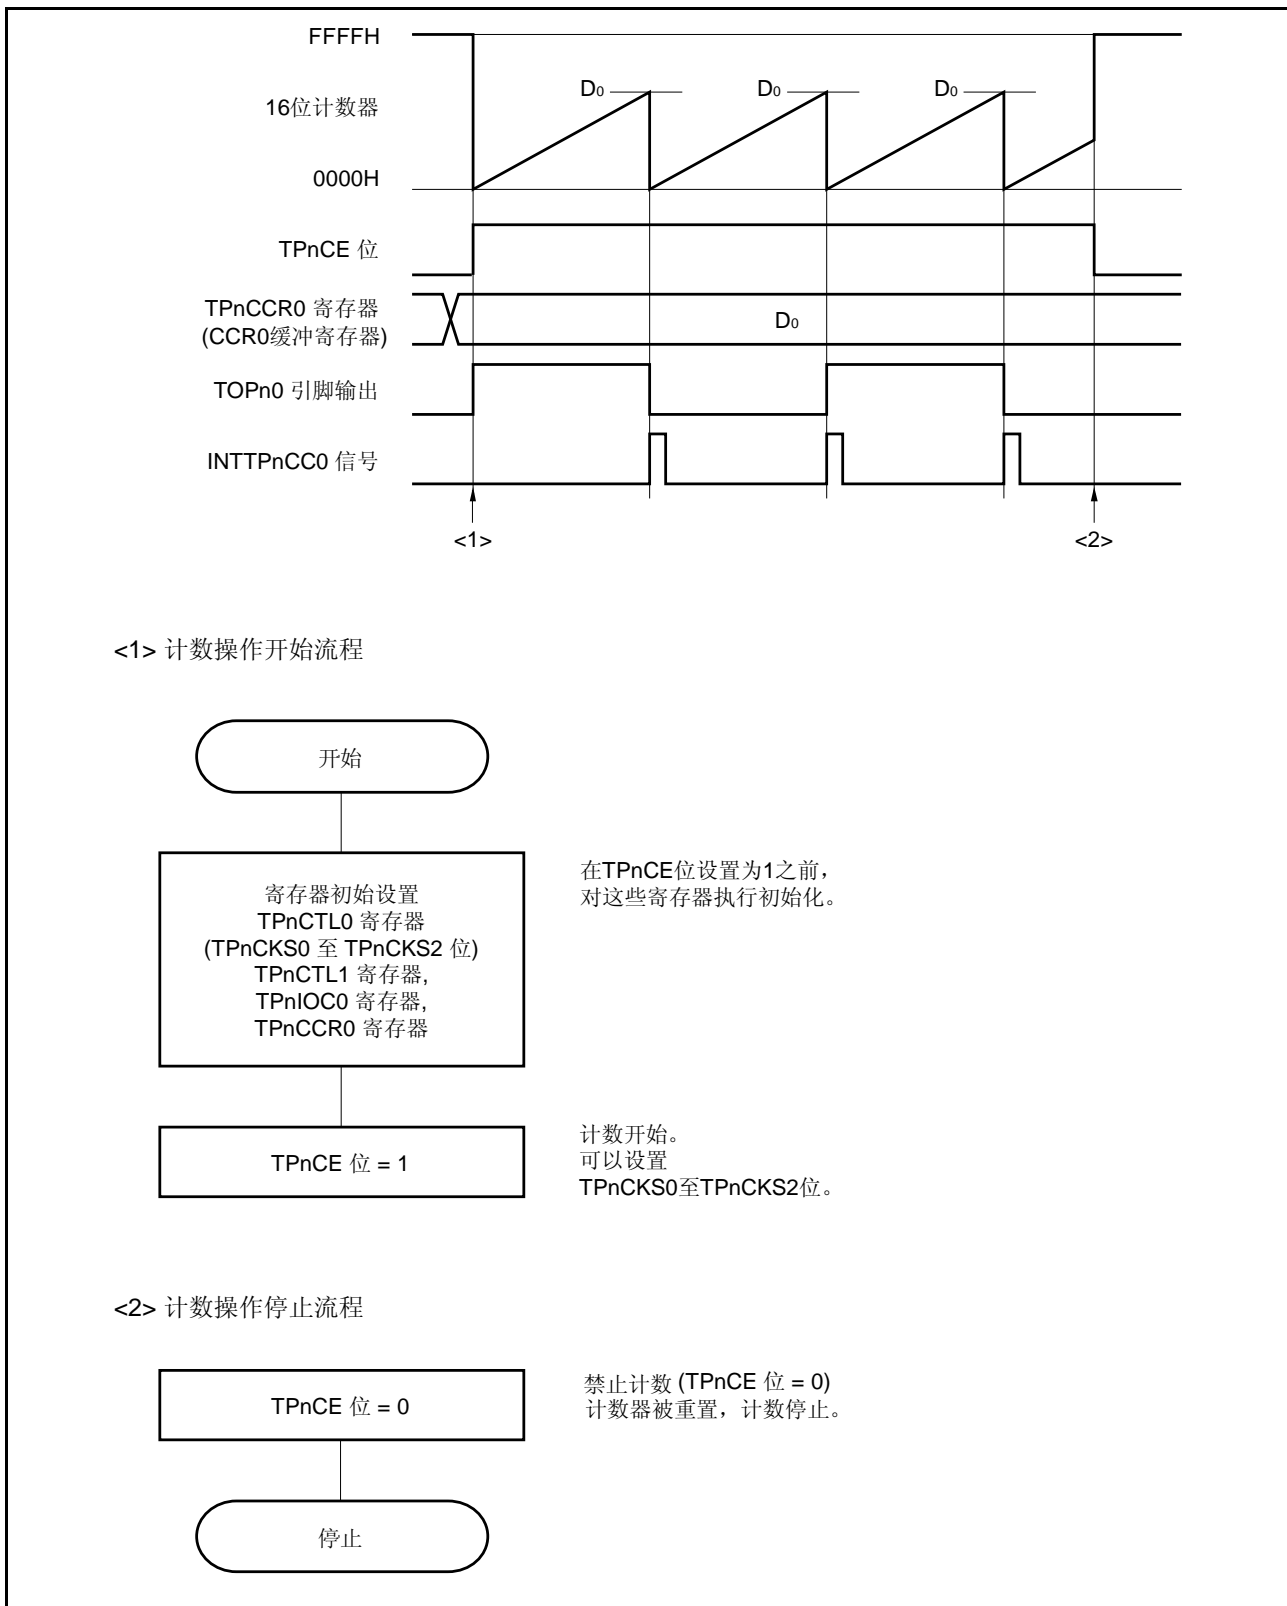 FFFFH
D0 D0 D0
16位计数器
0000H
TPnCE 位
TPnCCR0 寄存器
(CCR0缓冲寄存器)
D0
TOPn0 引脚输出
INTTPnCC0 信号
<1> <2>
<1> 计数操作开始流程
开始
寄存器初始设置
TPnCTL0 寄存器
(TPnCKS0 至 TPnCKS2 位)
TPnCTL1 寄存器,
TPnIOC0 寄存器,
TPnCCR0 寄存器
在TPnCE位设置为1之前，
对这些寄存器执行初始化。
TPnCE 位 = 1
计数开始。
可以设置
TPnCKS0至TPnCKS2位。
<2> 计数操作停止流程
TPnCE 位 = 0
禁止计数 (TPnCE 位 = 0)
计数器被重置，计数停止。
停止